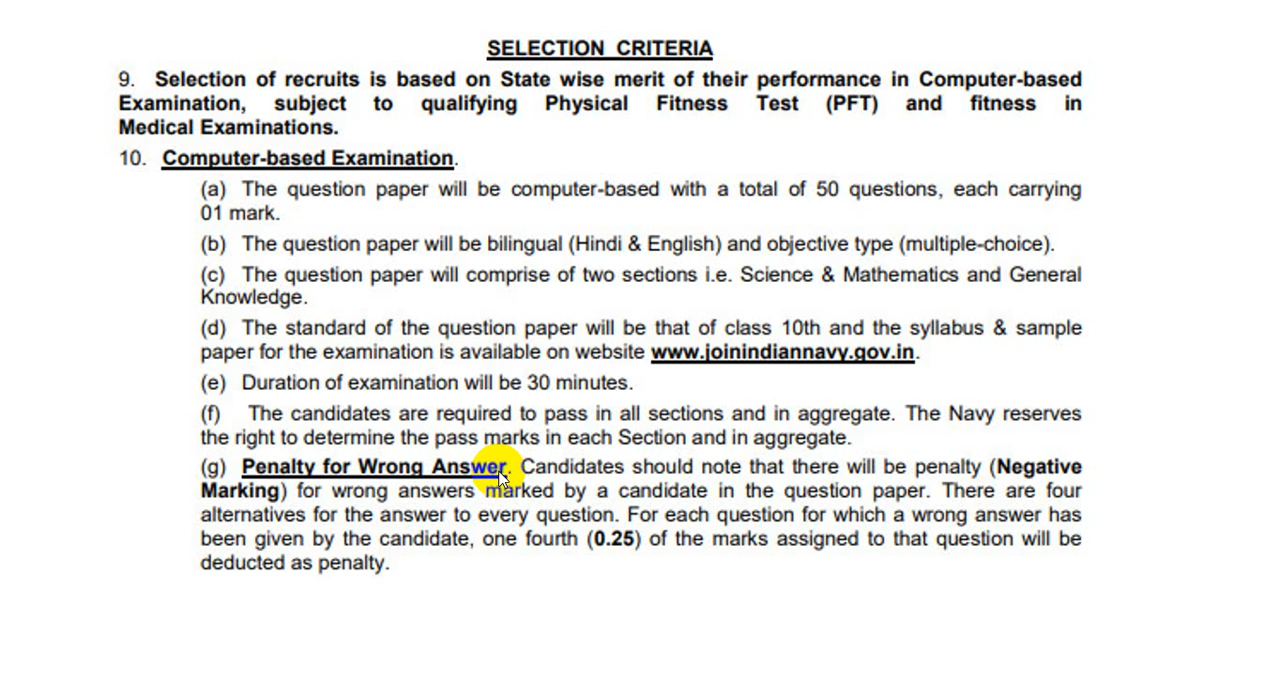 SELECTION CRITERIA
9. Selection of recruits is based on State wise merit of their performance in Computer-based
Examination, subject to qualifying Physical Fitness Test (PFT) and fitness in
Medical Examinations.
10. Computer-based Examination.
(a) The question paper will be computer-based with a total of 50 questions, each carrying
01 mark.
(b) The question paper will be bilingual (Hindi & English) and objective type (multiple-choice).
(c) The question paper will comprise of two sections i.e. Science & Mathematics and General
Knowledge.
(d) The standard of the question paper will be that of class 10th and the syllabus & sample
paper for the examination is available on website www.joinindiannavy.gov.in.
(e) Duration of examination will be 30 minutes.
(f) The candidates are required to pass in all sections and in aggregate. The Navy reserves
the right to determine the pass marks in each Section and in aggregate.
(g) Penalty for Wrong Answer. Candidates should note that there will be penalty (Negative
Marking) for wrong answers marked by a candidate in the question paper. There are four
alternatives for the answer to every question. For each question for which a wrong answer has
been given by the candidate, one fourth (0.25) of the marks assigned to that question will be
deducted as penalty.